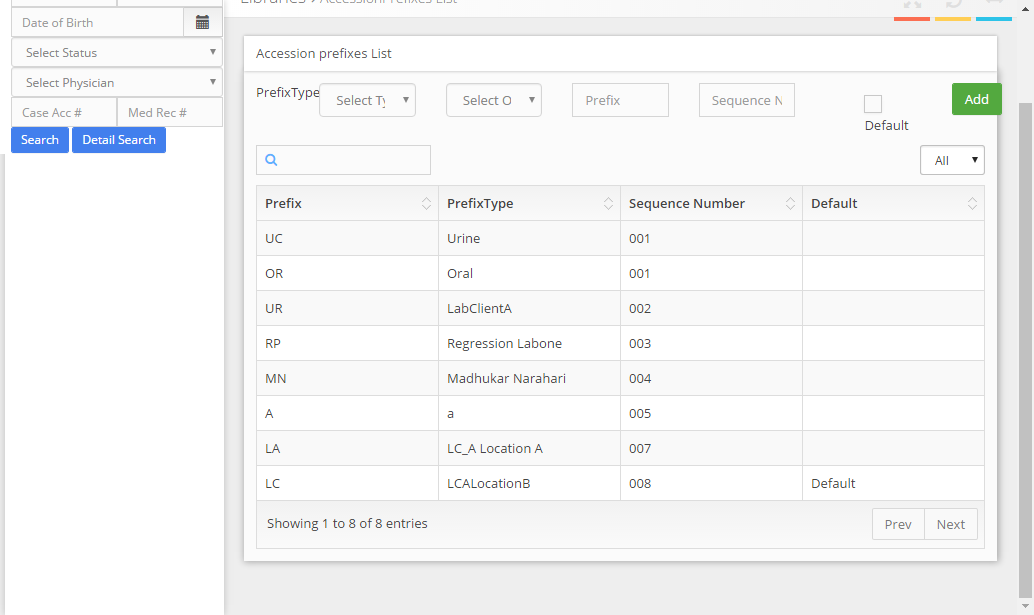 Libraries > AccessionPrefixes List
Date of Birth
Select Status
Select Physician
Case Acc #
Med Rec #
Search
Detail Search
Accession prefixes List
PrefixType
Select Ty
Select O
Prefix
Sequence N
Default
Add
All
Prefix PrefixType Sequence Number Default
UC Urine 001
OR Oral 001
UR LabClientA 002
RP Regression Labone 003
MN Madhukar Narahari 004
A a 005
LA LC_A Location A 007
LC LCALocationB 008 Default
Showing 1 to 8 of 8 entries
Prev
Next